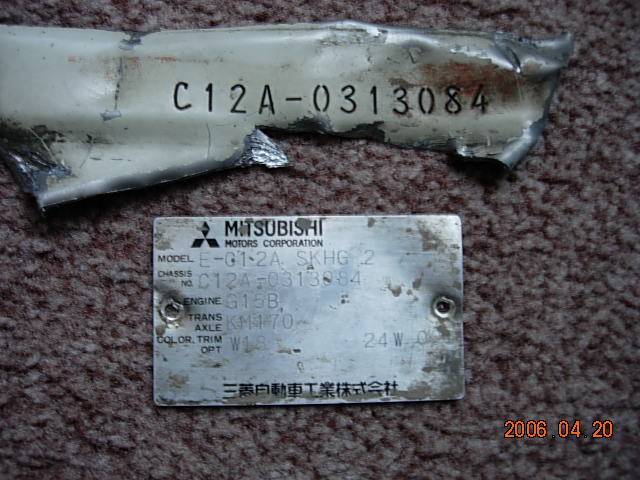 C12A-0313084
MITSUBISHI
MOTORS CORPORATION
MODEL E-C12A SKHG 2
CHASSIS NO. C12A-0313084
ENGINE G15B
TRANS AXLE KM170
COLOR, TRIM OPT 24W 0
三菱自動車工業株式会社
2006.04.20